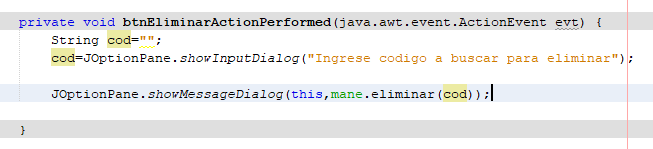 private void btnEliminarActionPerformed(java.awt.event.ActionEvent evt) {
String cod="";
cod=JOptionPane.showInputDialog("Ingrese codigo a buscar para eliminar");
JOptionPane.showMessageDialog(this,mane.eliminar(cod));
}